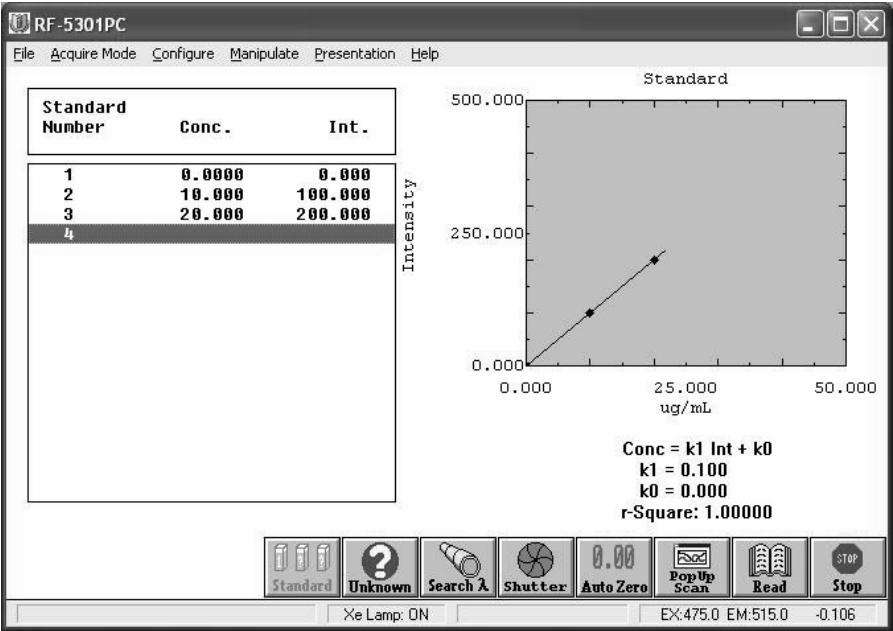 RF-5301PC
File Acquire Mode Configure Manipulate Presentation Help
Standard
Number Conc. Int.
1 0.0000 0.000
2 10.000 100.000
3 20.000 200.000
4
Standard
500.000
250.000
0.000
Intensity
0.000 25.000 50.000
ug/mL
Conc = k1 Int + k0
k1 = 0.100
k0 = 0.000
r-Square: 1.00000
Standard
Unknown
Search λ
Shutter
0.00
Auto Zero
PopUp
Scan
Read
STOP
Stop
Xe Lamp: ON EX:475.0 EM:515.0 -0.106